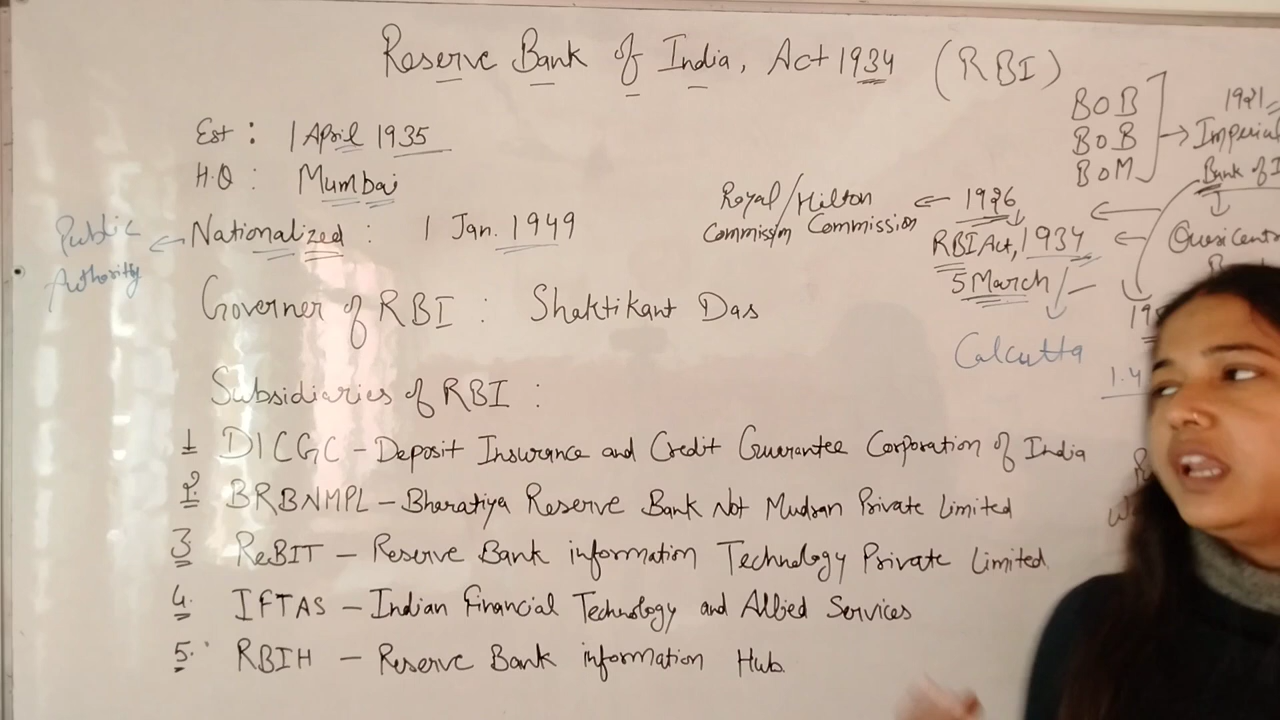 Reserve Bank of India, Act 1934 (RBI)
Est : 1 April 1935
H.Q : Mumbai
Nationalized : 1 Jan. 1949
Public
Authority
Governer of RBI : Shaktikant Das
Subsidiaries of RBI :
1 DICGC - Deposit Insurance and Credit Guarantee Corporation of India
2. BRBNMPL - Bharatiya Reserve Bank Not Mudran Private Limited
3 ReBIT - Reserve Bank information Technology Private Limited
4. IFTAS - Indian Financial Technology and Allied Services
5. RBIH - Reserve Bank information Hub
BOB
BOB
BOM
1921
Imperial
Bank of I
Quasi Centr
1926
Royal/Hilton
Commission Commission
RBI Act, 1934
5 March
Calcutta
1.4